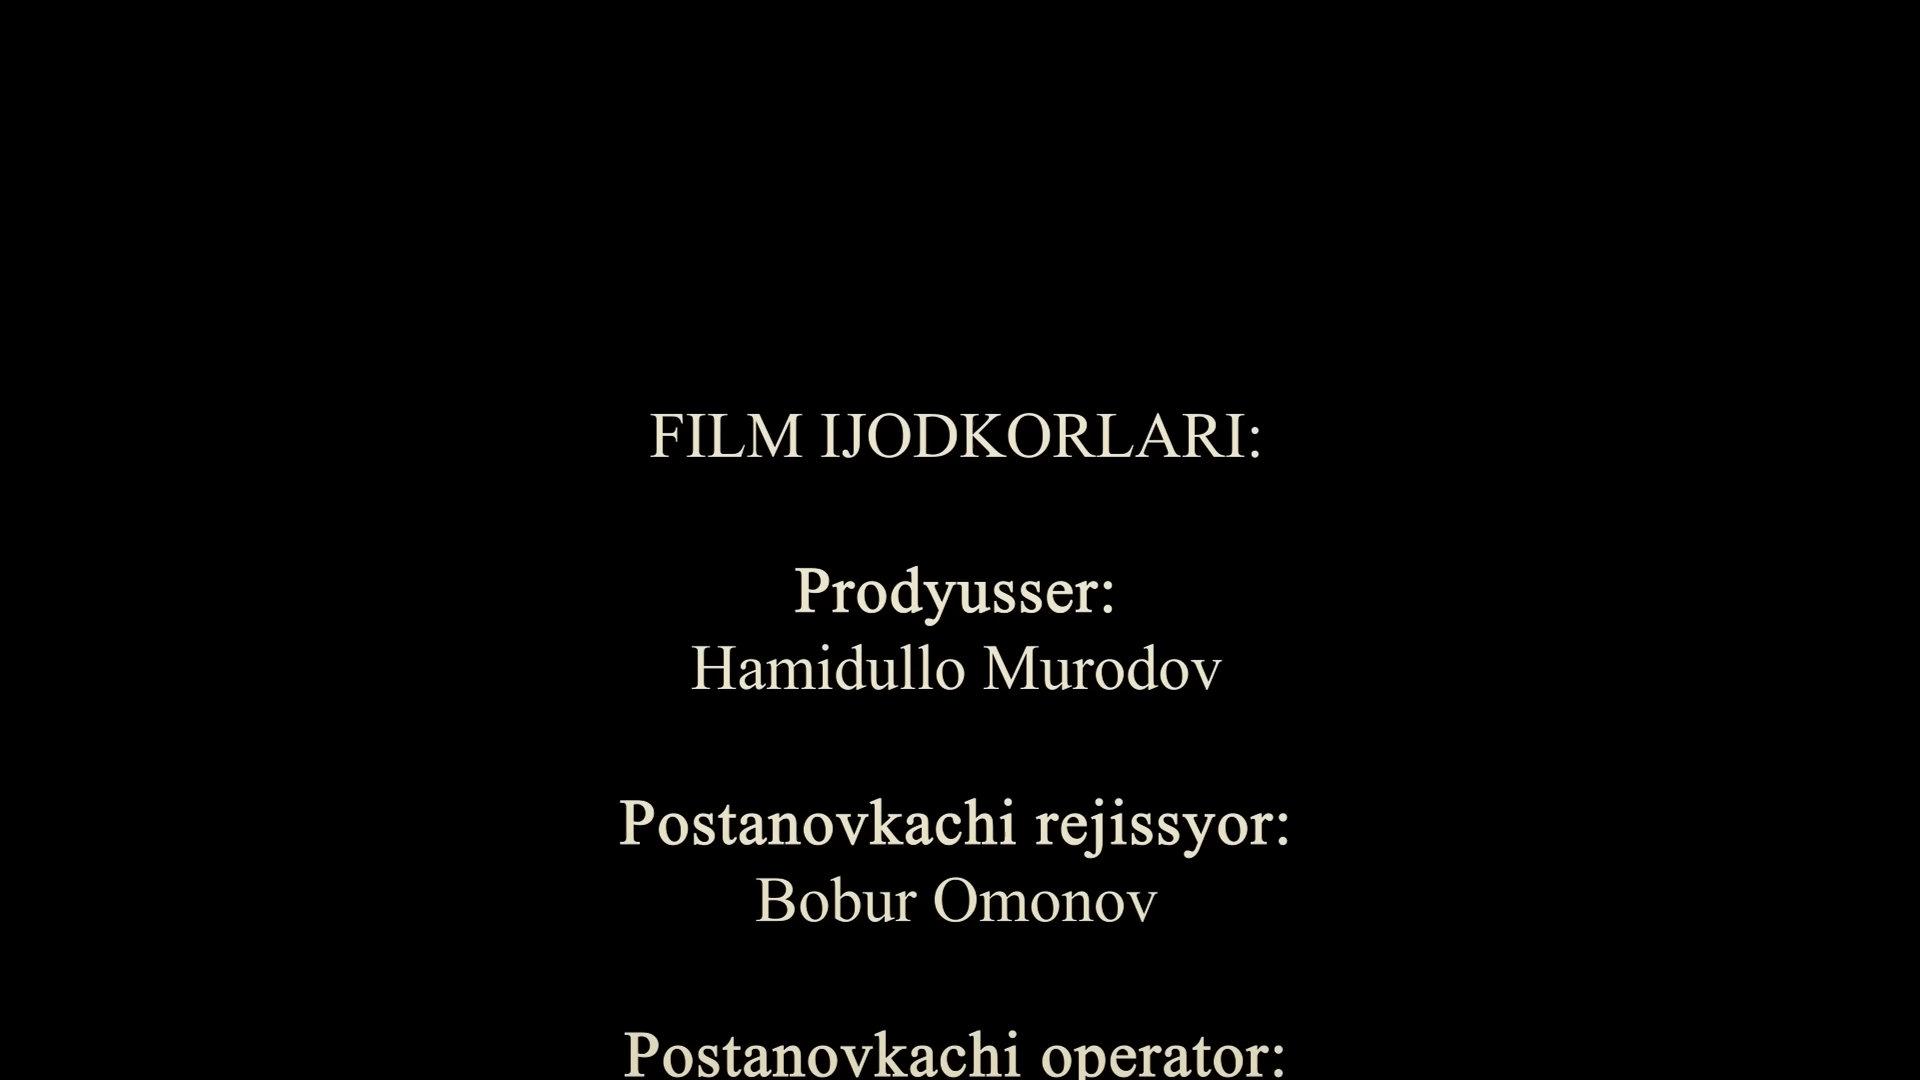 FILM IJODKORLARI:
Prodyusser:
Hamidullo Murodov
Postanovkachi rejissyor:
Bobur Omonov
Postanovkachi operator: